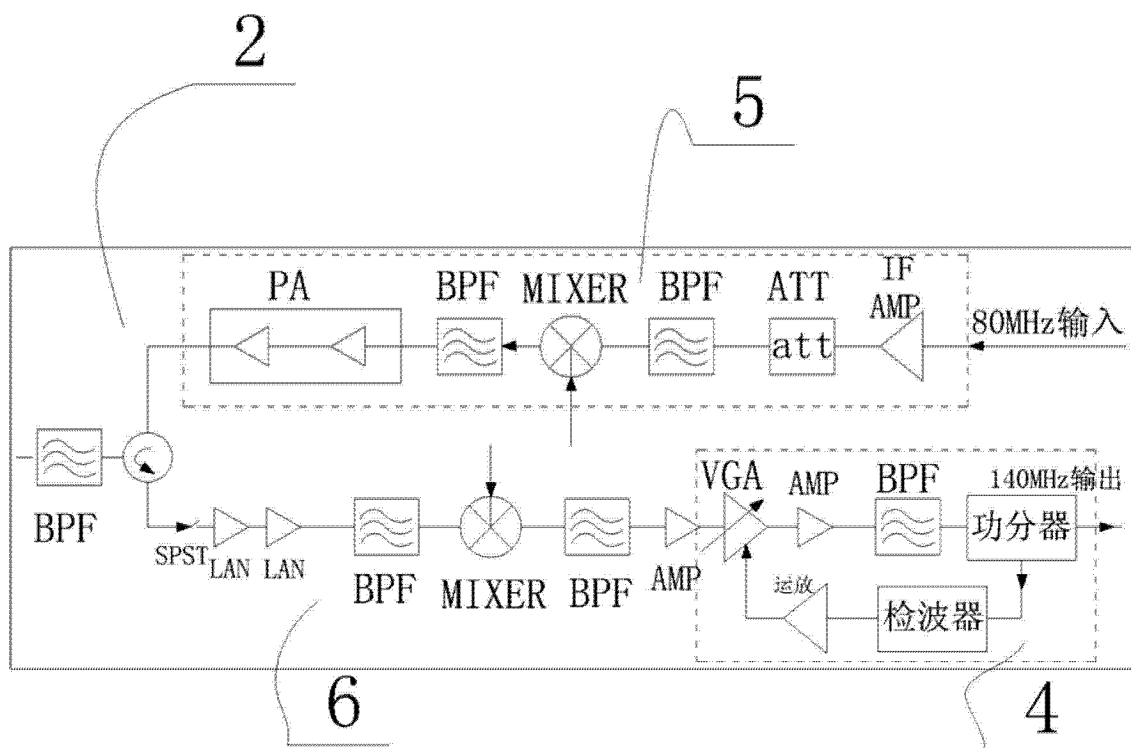 2
5
PA
BPF
MIXER
BPF
ATT
IF
AMP
att
80MHz输入
BPF
SPST
LAN
LAN
BPF
MIXER
BPF
AMP
VGA
AMP
BPF
140MHz输出
功分器
运放
检波器
6
4